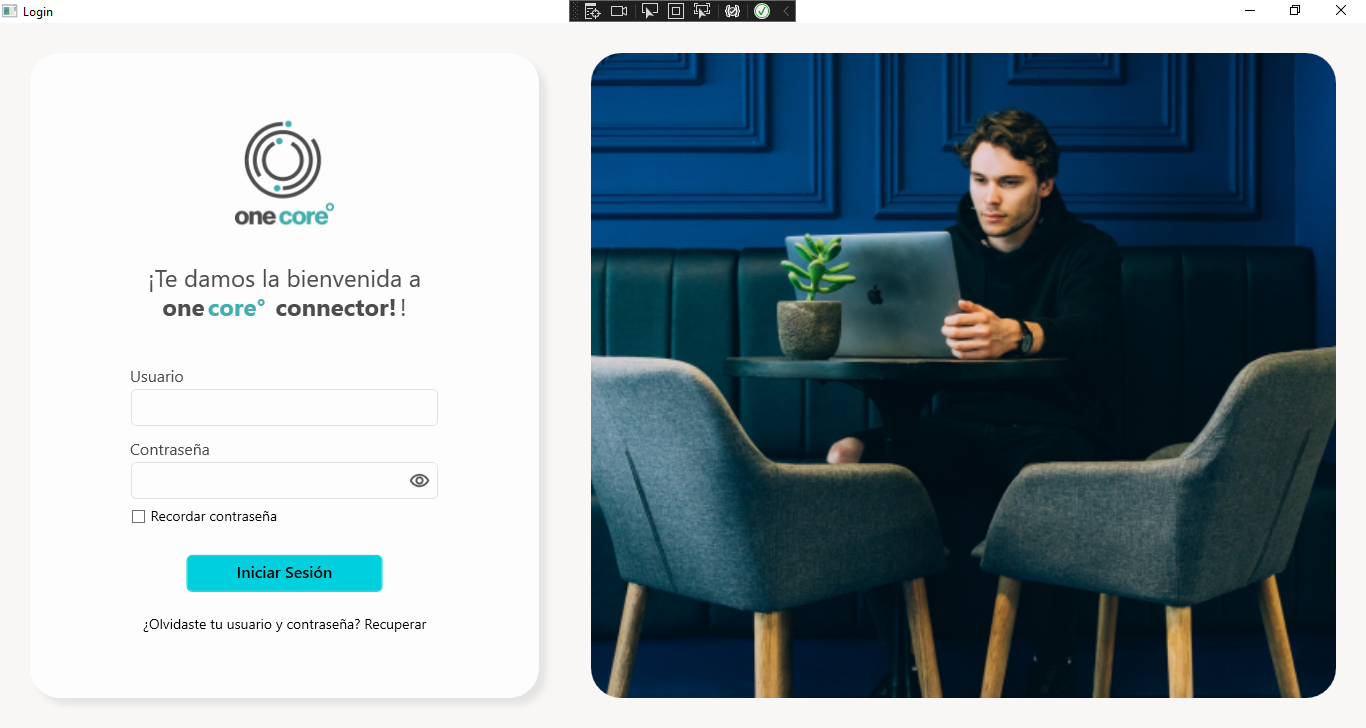 Login
one core°
¡Te damos la bienvenida a
one core° connector! !
Usuario
Contraseña
Recordar contraseña
Iniciar Sesión
¿Olvidaste tu usuario y contraseña? Recuperar